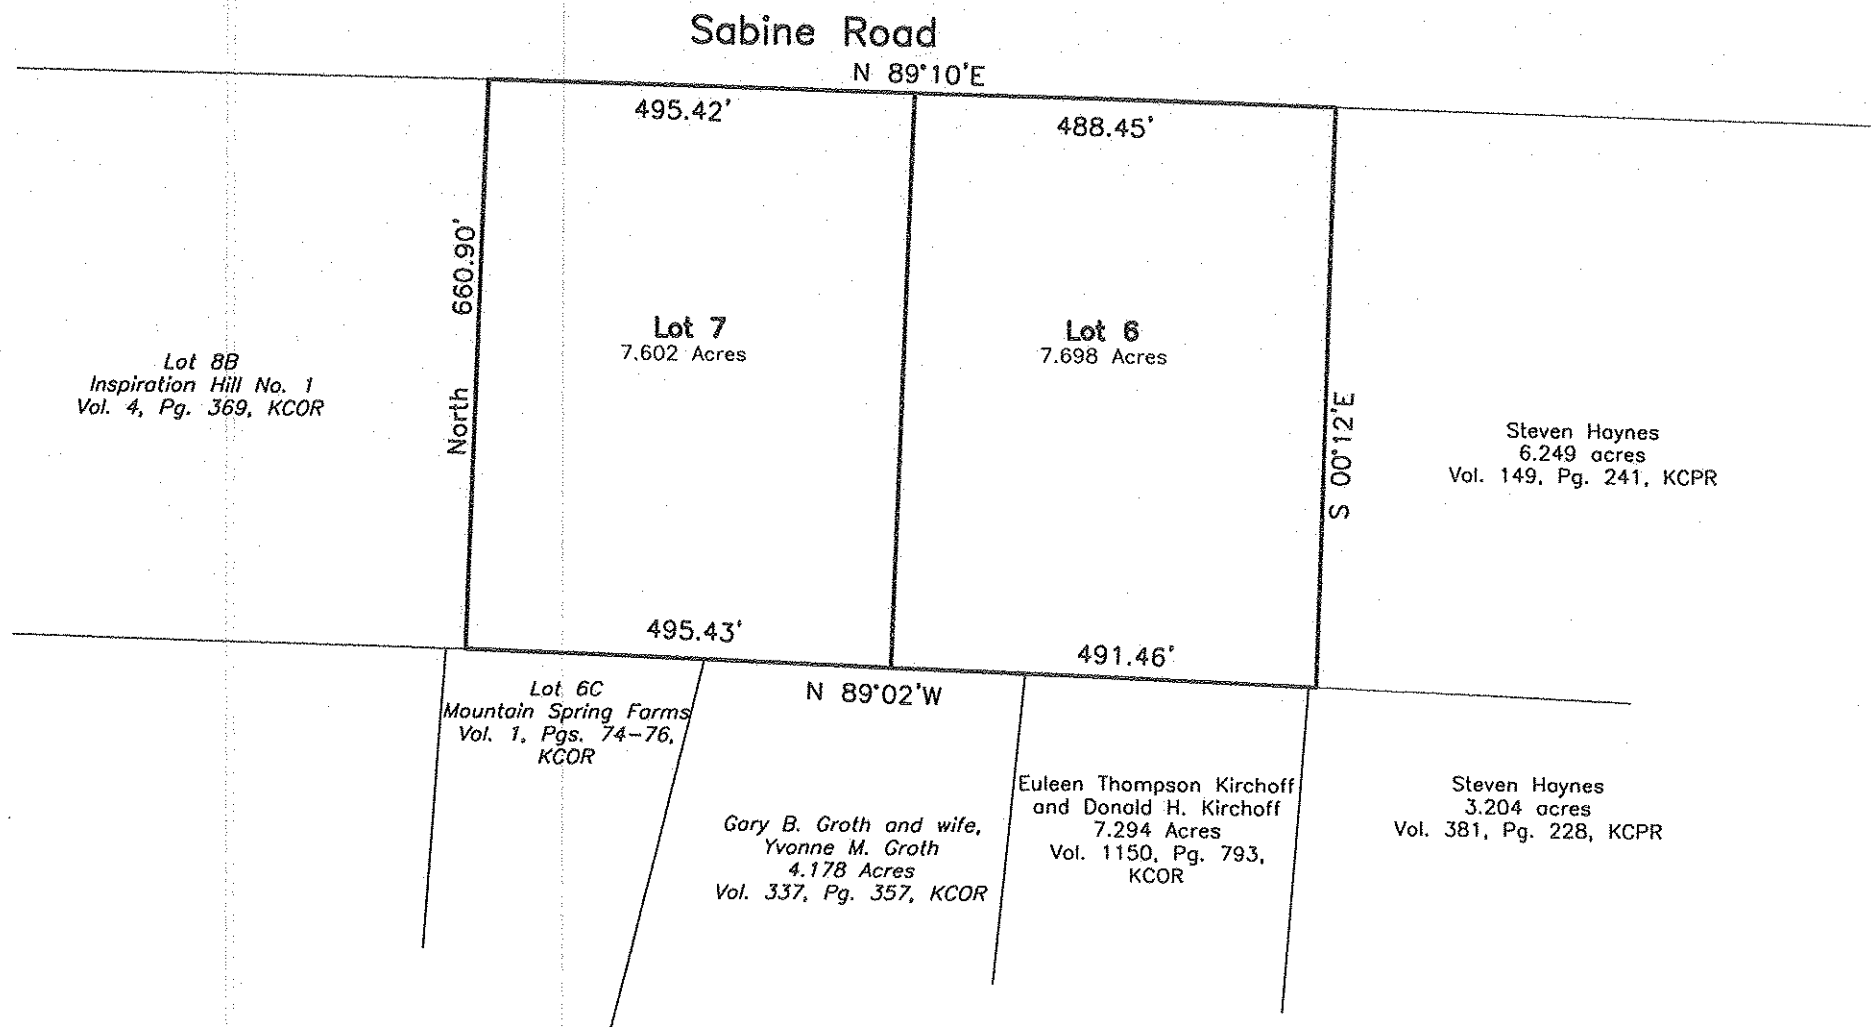 Sabine Road
N 89°10'E
495.42'
488.45'
North 660.90'
Lot 7
7.602 Acres
Lot 6
7.698 Acres
S 00°12'E
Lot 8B
Inspiration Hill No. 1
Vol. 4, Pg. 369, KCOR
Steven Haynes
6.249 acres
Vol. 149, Pg. 241, KCPR
495.43'
491.46'
N 89°02'W
Lot 6C
Mountain Spring Farms
Vol. 1, Pgs. 74-76,
KCOR
Gary B. Groth and wife,
Yvonne M. Groth
4.178 Acres
Vol. 337, Pg. 357, KCOR
Euleen Thompson Kirchoff
and Donald H. Kirchoff
7.294 Acres
Vol. 1150, Pg. 793,
KCOR
Steven Haynes
3.204 acres
Vol. 381, Pg. 228, KCPR